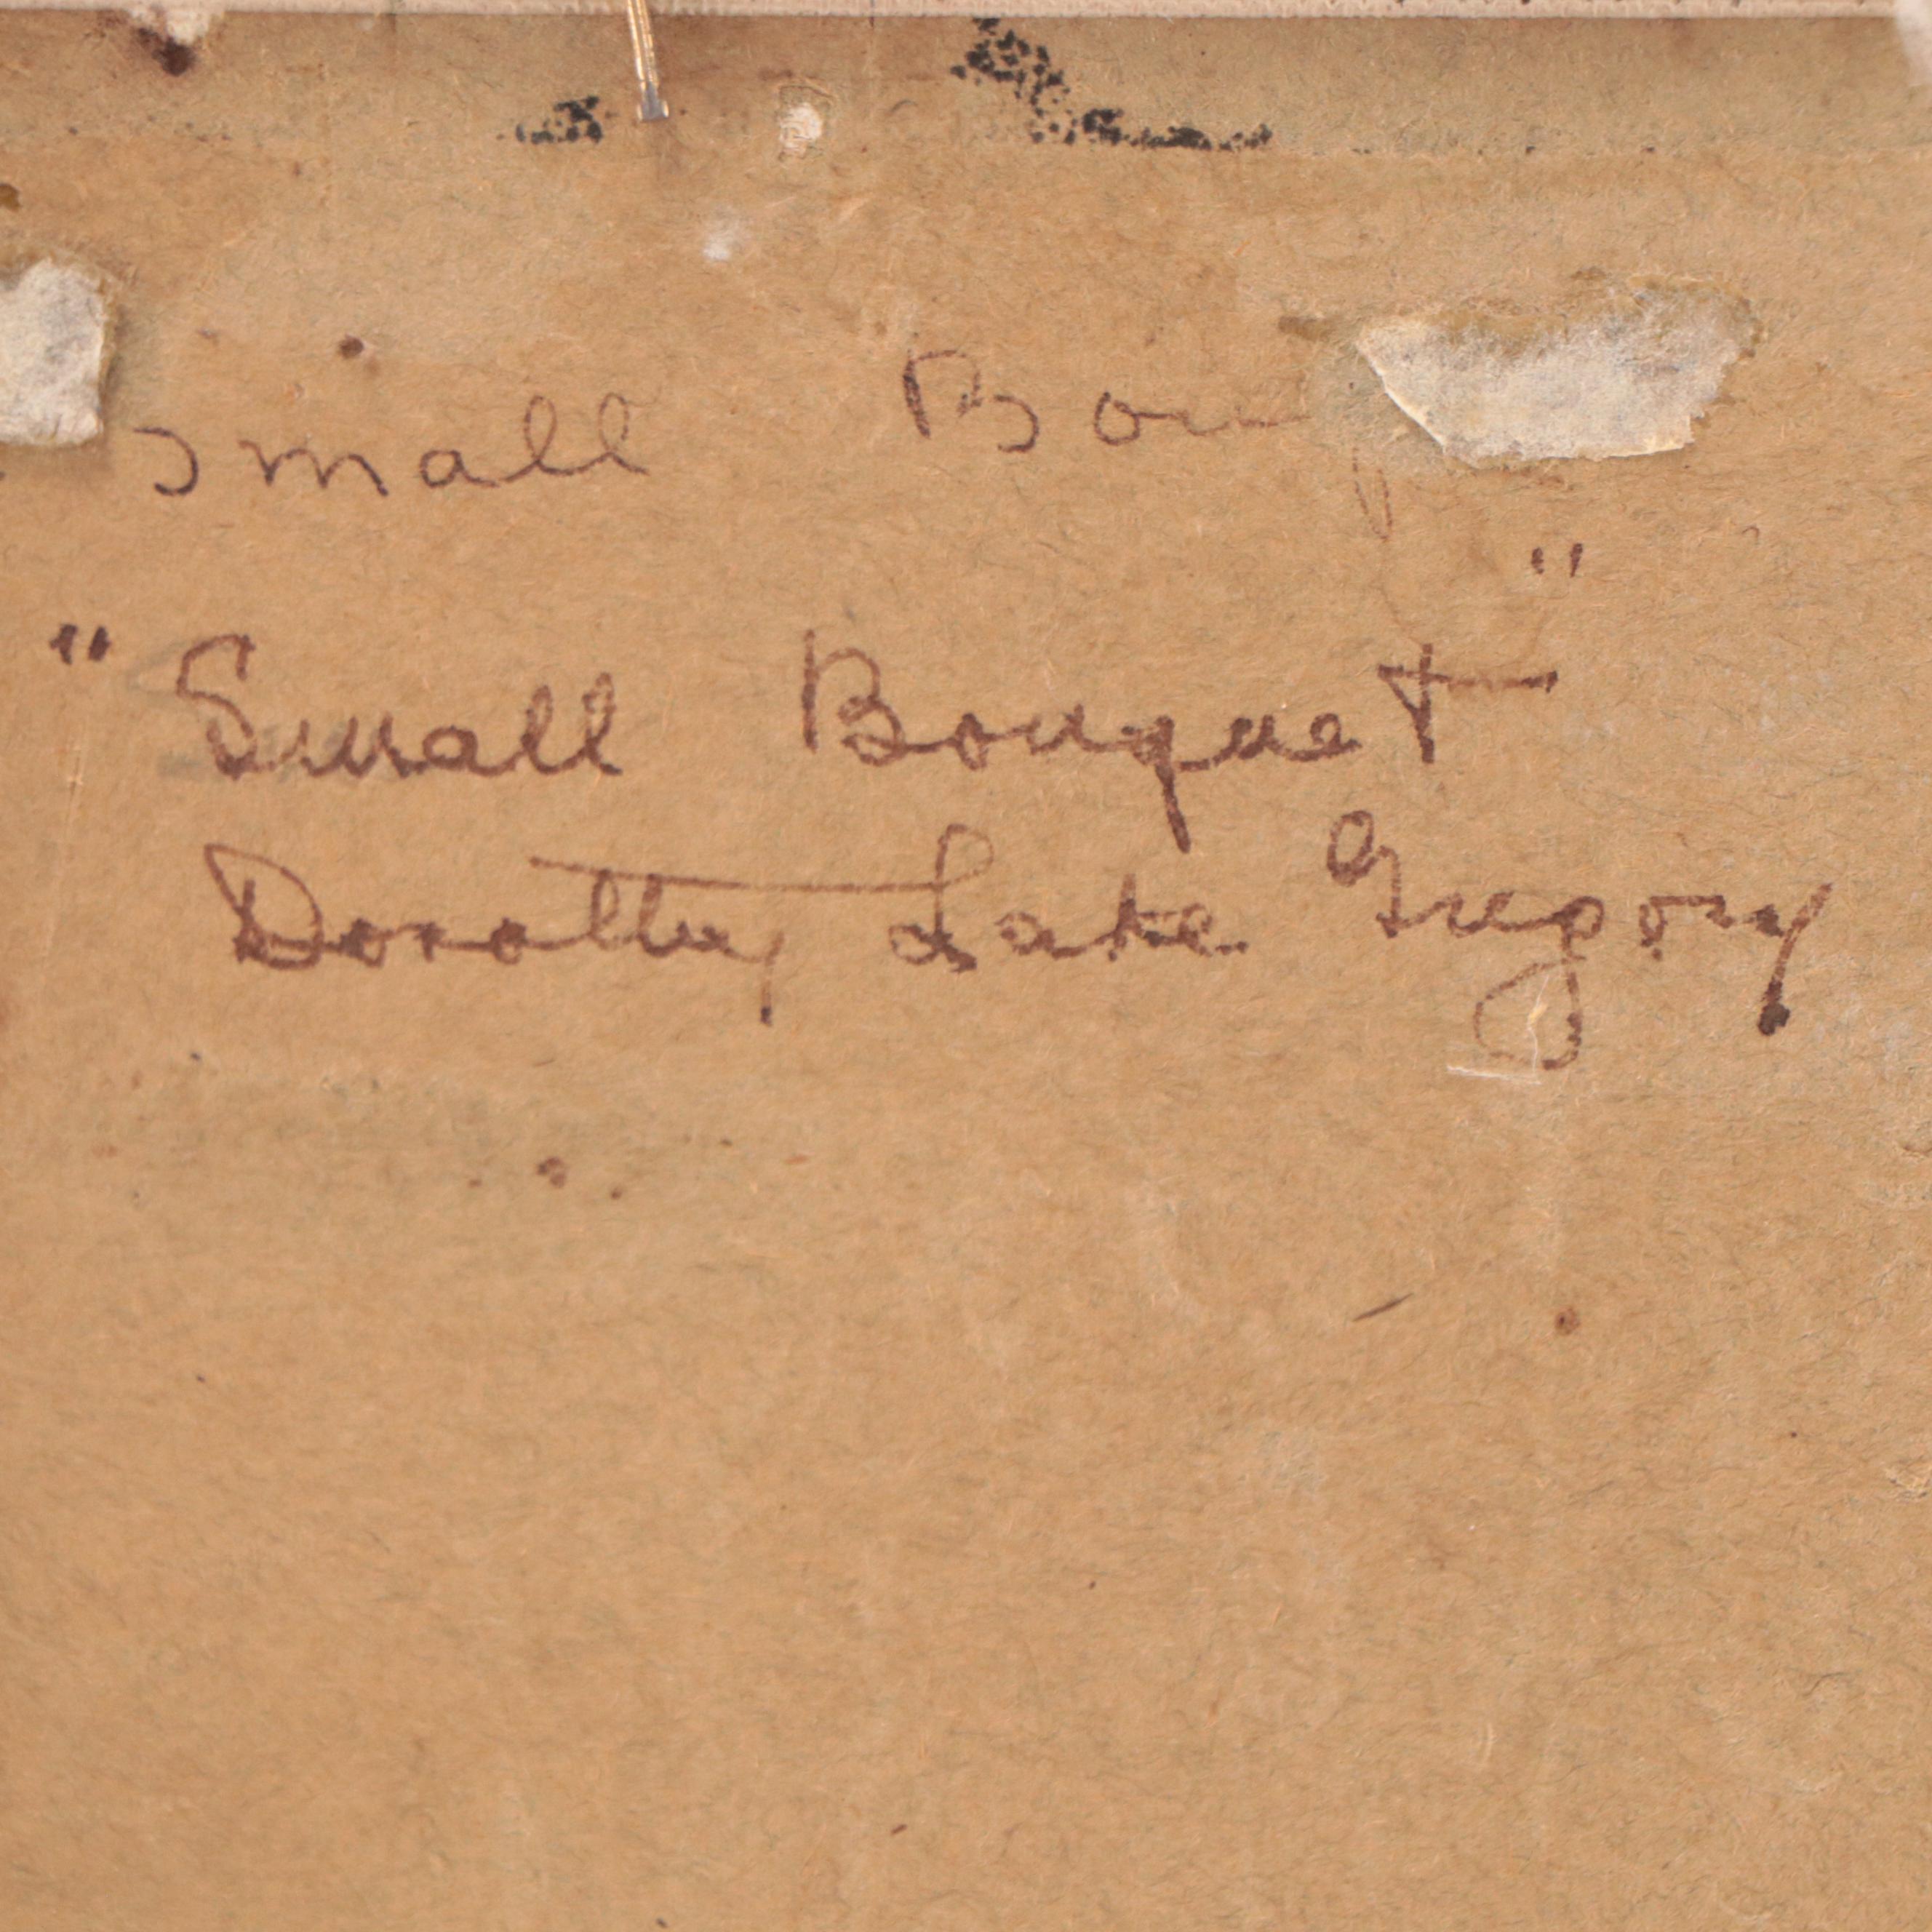 Small Bou
"Small Bouquet"
Dorothy Lake Gregory